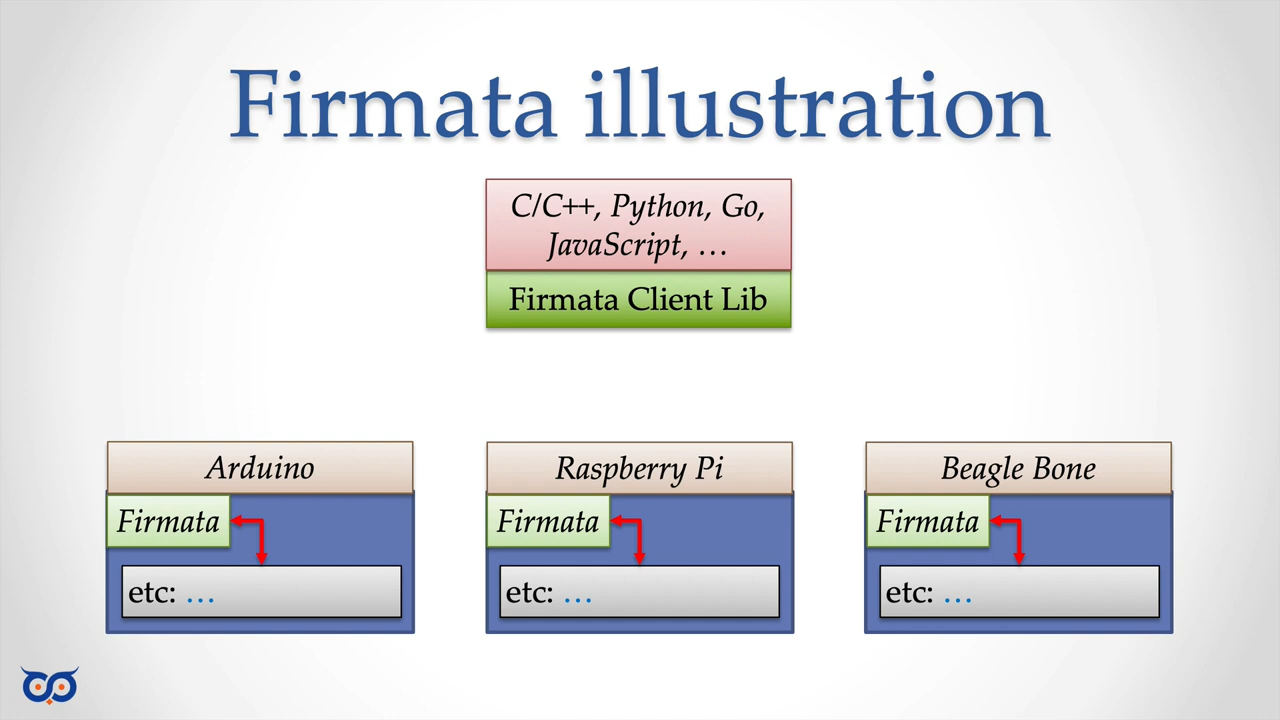 Firmata illustration
C/C++, Python, Go,
JavaScript, …
Firmata Client Lib
Arduino
Firmata
etc: …
Raspberry Pi
Firmata
etc: …
Beagle Bone
Firmata
etc: …